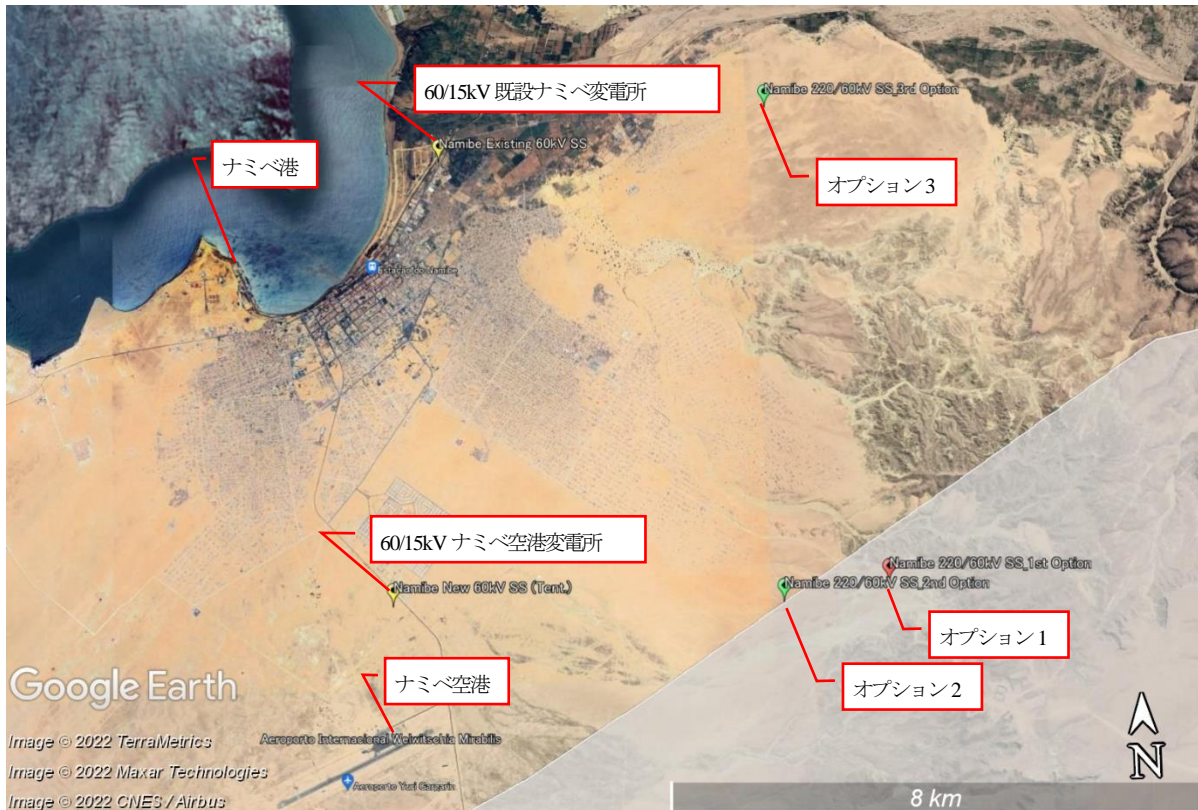 60/15kV 既設ナミベ変電所
Namibe 220/60kV SS_3rd Option
Namibe Existing 60kV SS
ナミベ港
オプション 3
Estação do Namibe
60/15kV ナミベ空港変電所
Namibe 220/60kV SS_1st Option
Namibe 220/60kV SS_2nd Option
Namibe New 60kV SS (Tent.)
オプション 1
オプション 2
ナミベ空港
Google Earth
Aeroporto Internacional Welwitschia Mirabilis
Image © 2022 TerraMetrics
Image © 2022 Maxar Technologies
Aeroporto Yuri Gagarin
Image © 2022 CNES / Airbus
8 km
N